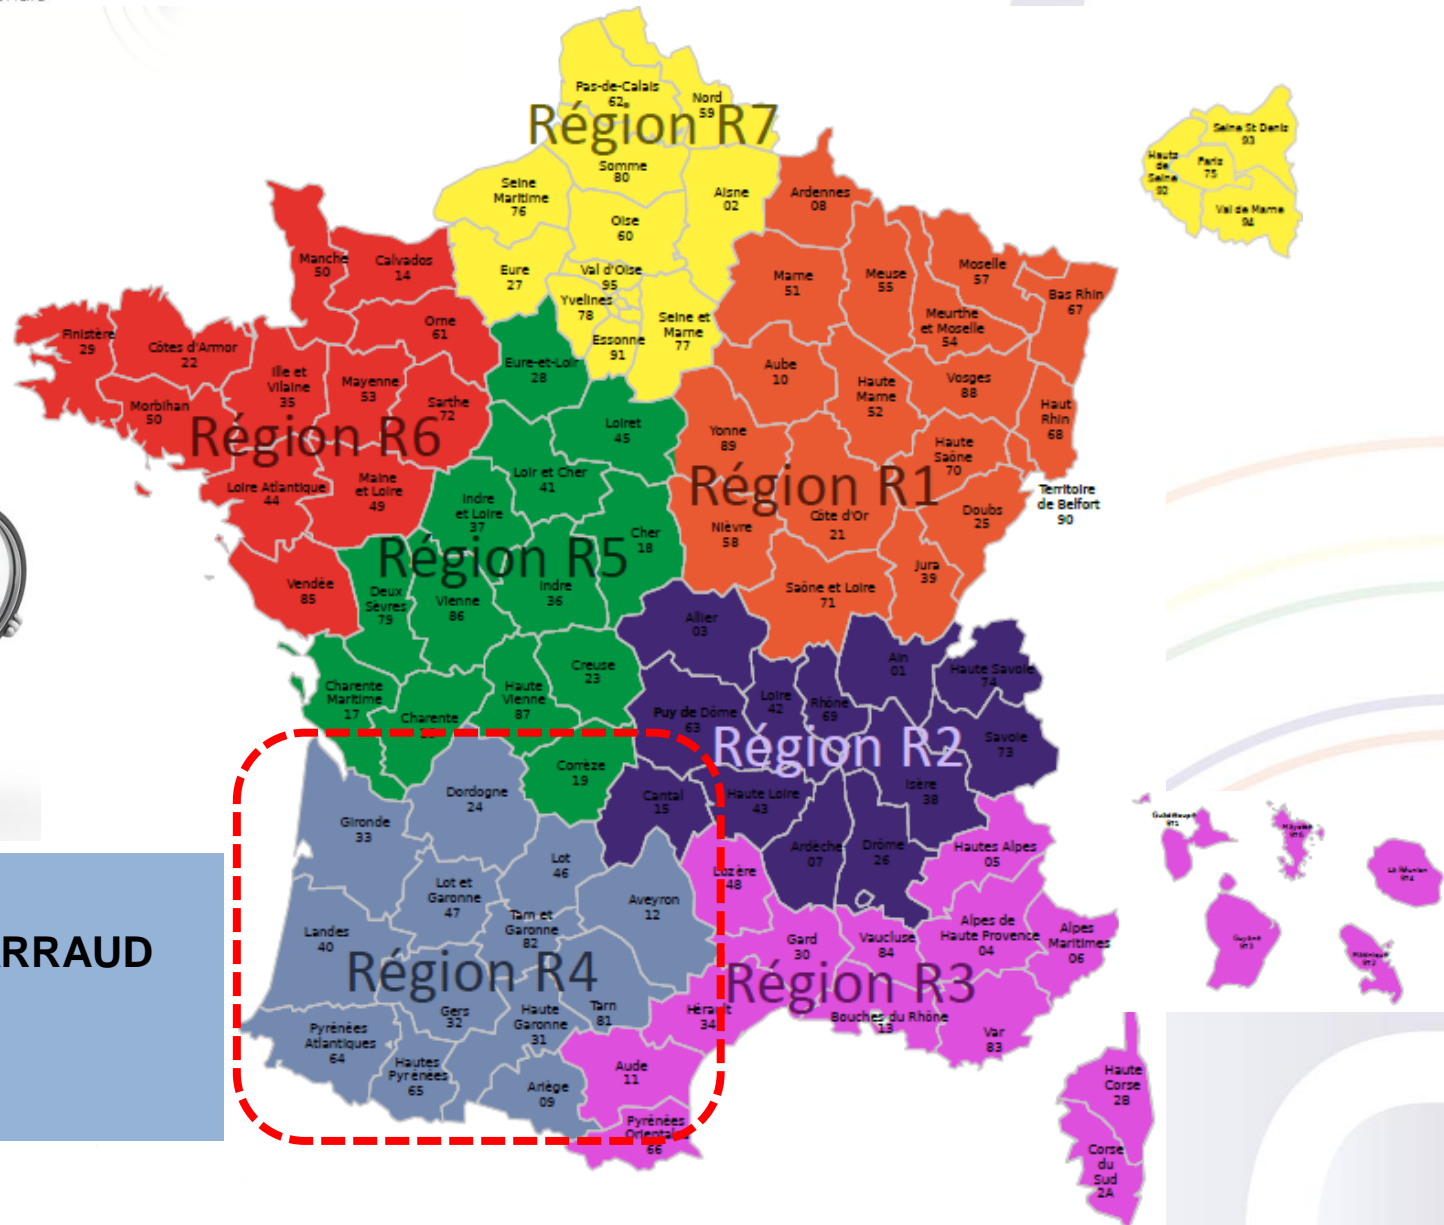 Pas-de-Calais
62
Nord
59
Région R7
Somme
80
Seine
Maritime
76
Aisne
02
Oise
60
Eure
27
Val d'Oise
95
Yvelines
78
Essonne
91
Seine et
Marne
77
Seine St Denis
93
Hauts
de
Seine
92
Paris
75
Val de Marne
94
Ardennes
08
Marne
51
Meuse
55
Moselle
57
Bas Rhin
67
Meurthe
et Moselle
54
Aube
10
Haute
Marne
52
Vosges
88
Haut
Rhin
68
Yonne
89
Haute
Saône
70
Région R1
Territoire
de Belfort
90
Nièvre
58
Côte d'Or
21
Doubs
25
Jura
39
Saône et Loire
71
Manche
50
Calvados
14
Orne
61
Finistère
29
Côtes d'Armor
22
Ille et
Vilaine
35
Mayenne
53
Sarthe
72
Morbihan
50
Région R6
Loire Atlantique
44
Maine
et Loire
49
Vendée
85
Eure-et-Loir
28
Loiret
45
Loir et Cher
41
Indre
et Loire
37
Cher
18
Région R5
Indre
36
Deux
Sèvres
79
Vienne
86
Creuse
23
Charente
Maritime
17
Charente
Haute
Vienne
87
Corrèze
19
Allier
03
Ain
01
Haute Savoie
74
Loire
42
Rhône
69
Puy de Dôme
63
Région R2
Savoie
73
Isère
38
Cantal
15
Haute Loire
43
Ardèche
07
Drôme
26
Dordogne
24
Gironde
33
Lot
46
Lot et
Garonne
47
Aveyron
12
Tarn et
Garonne
82
Landes
40
Région R4
Gers
32
Haute
Garonne
31
Tarn
81
Pyrénées
Atlantiques
64
Hautes
Pyrénées
65
Ariège
09
Hautes Alpes
05
Lozère
48
Gard
30
Vaucluse
84
Alpes de
Haute Provence
04
Alpes
Maritimes
06
Région R3
Hérault
34
Bouches du Rhône
13
Var
83
Aude
11
Pyrénées
Orientales
66
Haute
Corse
2B
Corse
du
Sud
2A
Guadeloupe
971
Mayotte
976
La Réunion
974
Guyane
973
Martinique
972
RRAUD